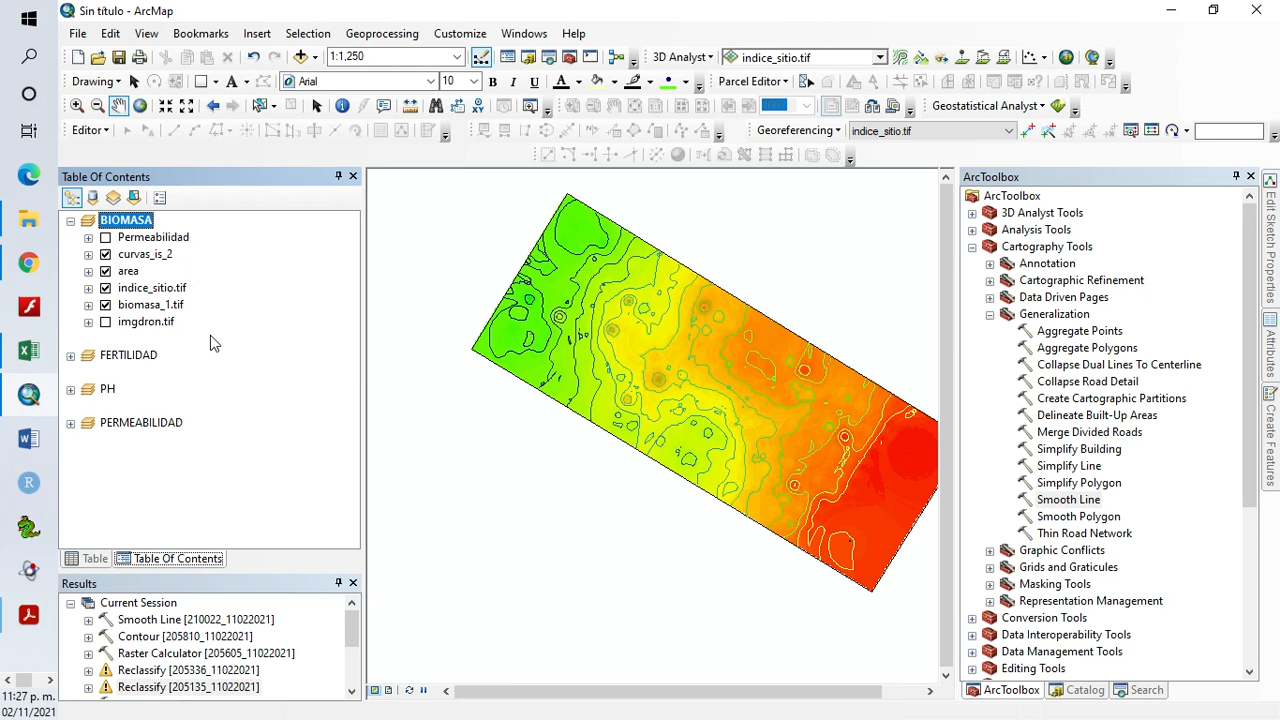 Sin título - ArcMap
File Edit View Bookmarks Insert Selection Geoprocessing Customize Windows Help
1:1,250 3D Analyst indice_sitio.tif
Drawing A Arial 10 B I U A Parcel Editor
Geostatistical Analyst
Editor Georeferencing indice_sitio.tif
Table Of Contents
BIOMASA
Permeabilidad
curvas_is_2
area
indice_sitio.tif
biomasa_1.tif
imgdron.tif
FERTILIDAD
PH
PERMEABILIDAD
Table Table Of Contents
Results
Current Session
Smooth Line [210022_11022021]
Contour [205810_11022021]
Raster Calculator [205605_11022021]
Reclassify [205336_11022021]
Reclassify [205135_11022021]
ArcToolbox
ArcToolbox
3D Analyst Tools
Analysis Tools
Cartography Tools
Annotation
Cartographic Refinement
Data Driven Pages
Generalization
Aggregate Points
Aggregate Polygons
Collapse Dual Lines To Centerline
Collapse Road Detail
Create Cartographic Partitions
Delineate Built-Up Areas
Merge Divided Roads
Simplify Building
Simplify Line
Simplify Polygon
Smooth Line
Smooth Polygon
Thin Road Network
Graphic Conflicts
Grids and Graticules
Masking Tools
Representation Management
Conversion Tools
Data Interoperability Tools
Data Management Tools
Editing Tools
ArcToolbox Catalog Search
Edit Sketch Properties
Attributes
Create Features
11:27 p. m.
02/11/2021